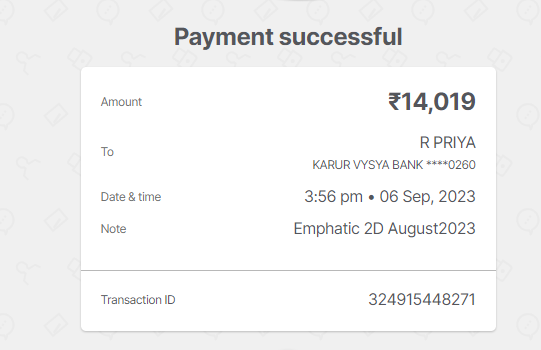 Payment successful
Amount ₹14,019
To R PRIYA
KARUR VYSYA BANK ****0260
Date & time 3:56 pm • 06 Sep, 2023
Note Emphatic 2D August2023
Transaction ID 324915448271